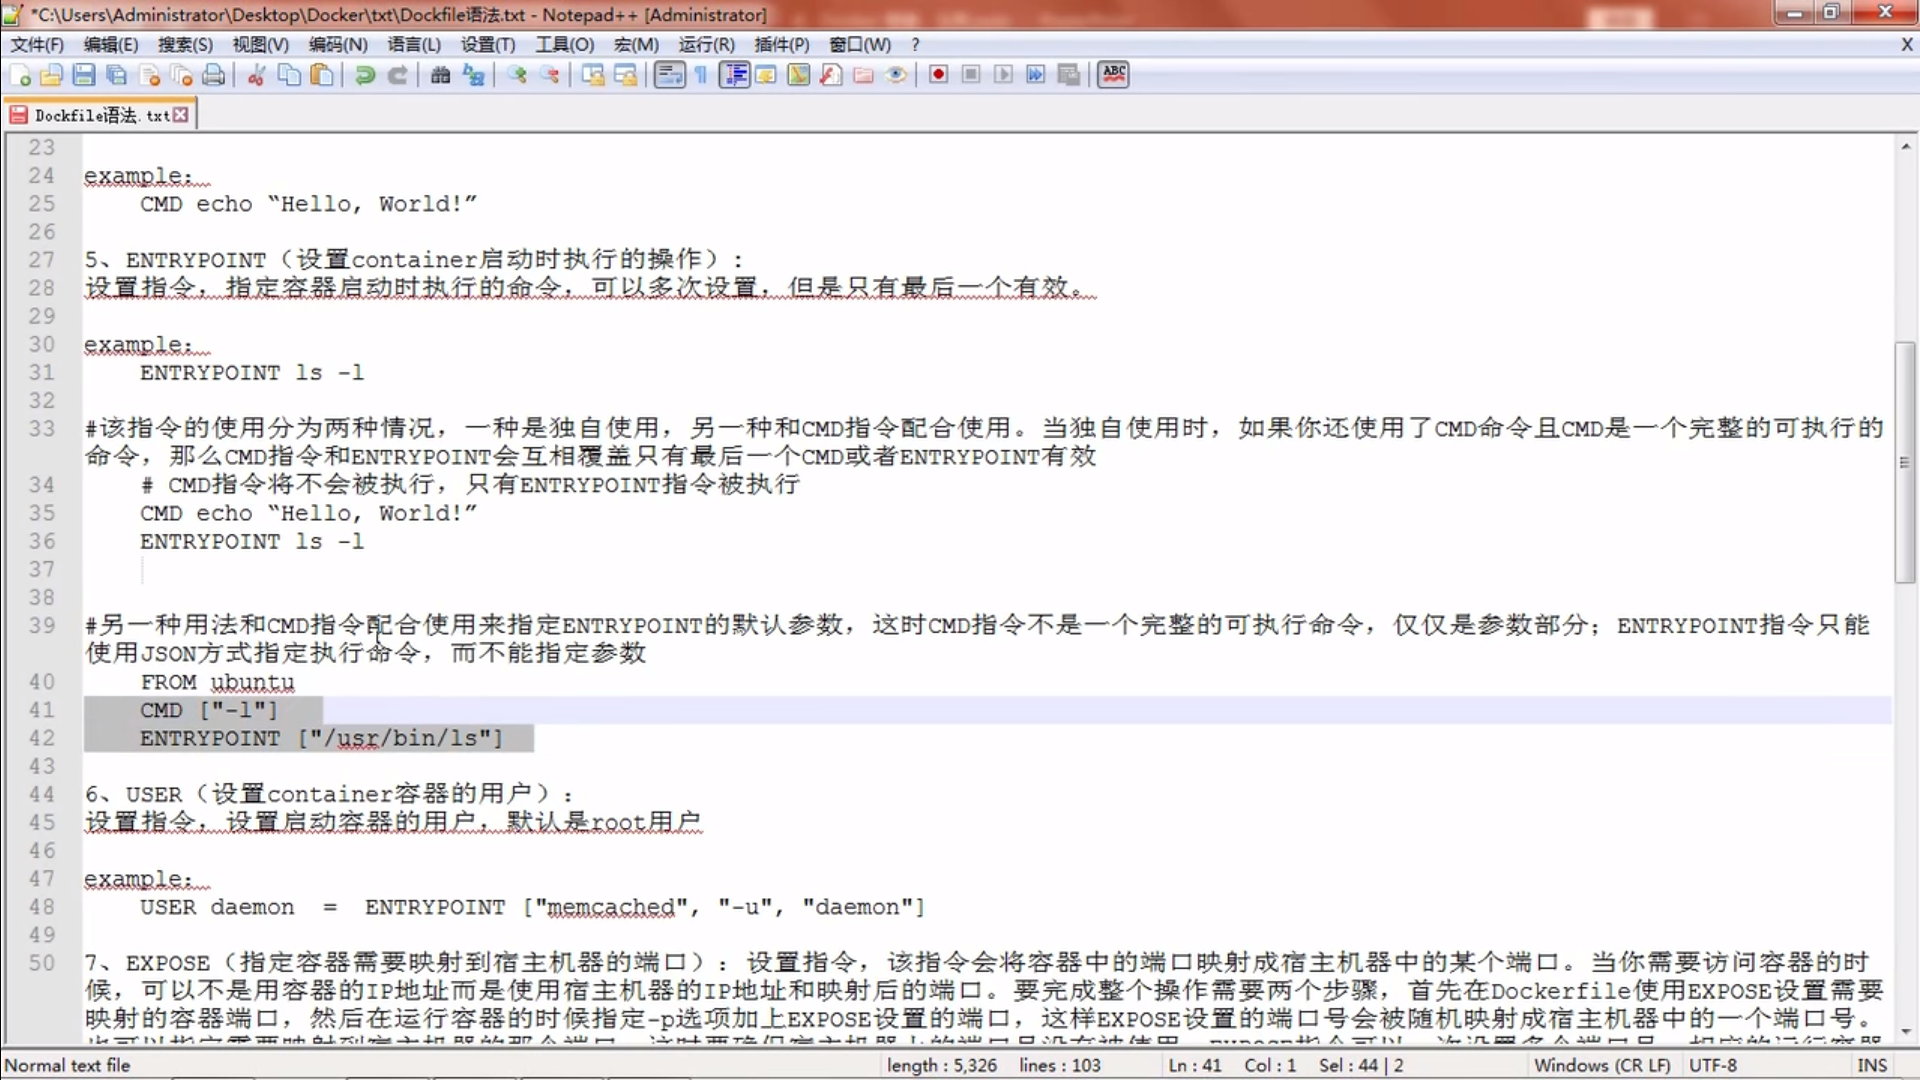 *C:\Users\Administrator\Desktop\Docker\txt\Dockfile语法.txt - Notepad++ [Administrator]
文件(F) 编辑(E) 搜索(S) 视图(V) 编码(N) 语言(L) 设置(T) 工具(O) 宏(M) 运行(R) 插件(P) 窗口(W) ? X
ABC
Dockfile语法.txt
23
24 example:
25 CMD echo “Hello, World!”
26
27 5、ENTRYPOINT（设置container启动时执行的操作）:
28 设置指令，指定容器启动时执行的命令，可以多次设置，但是只有最后一个有效。
29
30 example:
31 ENTRYPOINT ls -l
32
33 #该指令的使用分为两种情况，一种是独自使用，另一种和CMD指令配合使用。当独自使用时，如果你还使用了CMD命令且CMD是一个完整的可执行的
命令，那么CMD指令和ENTRYPOINT会互相覆盖只有最后一个CMD或者ENTRYPOINT有效
34 # CMD指令将不会被执行，只有ENTRYPOINT指令被执行
35 CMD echo “Hello, World!”
36 ENTRYPOINT ls -l
37
38
39 #另一种用法和CMD指令配合使用来指定ENTRYPOINT的默认参数，这时CMD指令不是一个完整的可执行命令，仅仅是参数部分；ENTRYPOINT指令只能
使用JSON方式指定执行命令，而不能指定参数
40 FROM ubuntu
41 CMD ["-l"]
42 ENTRYPOINT ["/usr/bin/ls"]
43
44 6、USER（设置container容器的用户）:
45 设置指令，设置启动容器的用户，默认是root用户
46
47 example:
48 USER daemon = ENTRYPOINT ["memcached", "-u", "daemon"]
49
50 7、EXPOSE（指定容器需要映射到宿主机器的端口）: 设置指令，该指令会将容器中的端口映射成宿主机器中的某个端口。当你需要访问容器的时
候，可以不是用容器的IP地址而是使用宿主机器的IP地址和映射后的端口。要完成整个操作需要两个步骤，首先在Dockerfile使用EXPOSE设置需要
映射的容器端口，然后在运行容器的时候指定-p选项加上EXPOSE设置的端口，这样EXPOSE设置的端口号会被随机映射成宿主机器中的一个端口号。
Normal text file length : 5,326 lines : 103 Ln : 41 Col : 1 Sel : 44 | 2 Windows (CR LF) UTF-8 INS